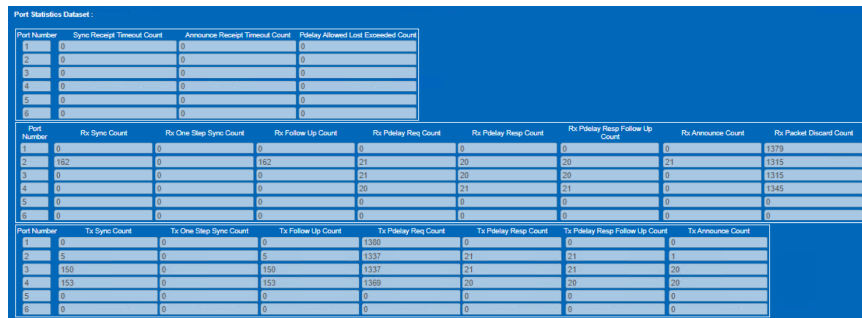 Port Statistics Dataset :
Port Number Sync Receipt Timeout Count Announce Receipt Timeout Count Pdelay Allowed Lost Exceeded Count
1 0 0 0
2 0 0 0
3 0 0 0
4 0 0 0
5 0 0 0
6 0 0 0
Port Number Rx Sync Count Rx One Step Sync Count Rx Follow Up Count Rx Pdelay Req Count Rx Pdelay Resp Count Rx Pdelay Resp Follow Up Count Rx Announce Count Rx Packet Discard Count
1 0 0 0 0 0 0 0 1379
2 162 0 162 21 20 20 21 1315
3 0 0 0 21 20 20 0 1315
4 0 0 0 20 21 21 0 1345
5 0 0 0 0 0 0 0 0
6 0 0 0 0 0 0 0 0
Port Number Tx Sync Count Tx One Step Sync Count Tx Follow Up Count Tx Pdelay Req Count Tx Pdelay Resp Count Tx Pdelay Resp Follow Up Count Tx Announce Count
1 0 0 0 1380 0 0 0
2 5 0 5 1337 21 21 1
3 150 0 150 1337 21 21 20
4 153 0 153 1369 20 20 20
5 0 0 0 0 0 0 0
6 0 0 0 0 0 0 0